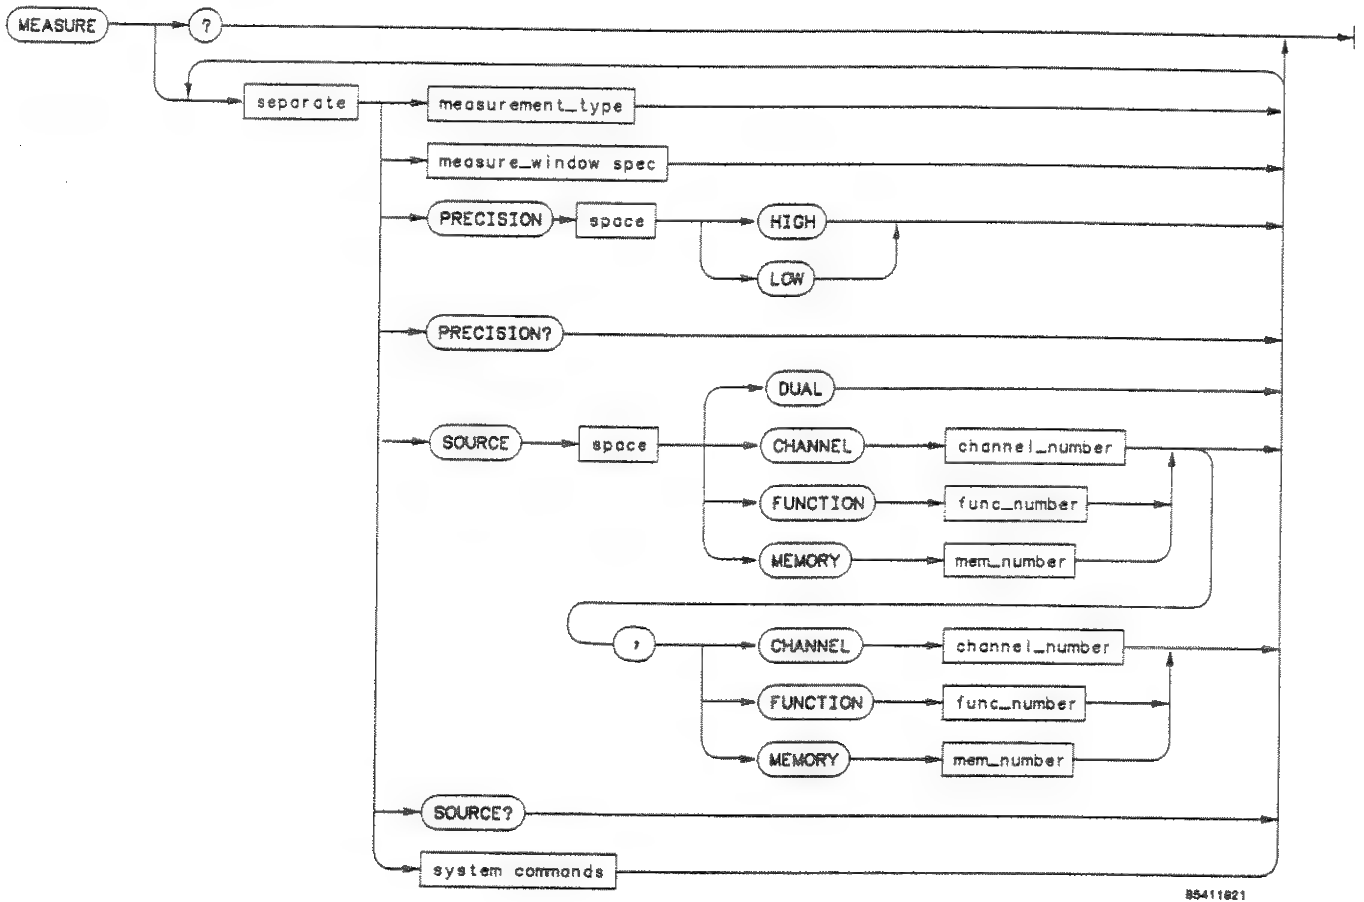 MEASURE ?
separate measurement_type
measure_window spec
PRECISION space HIGH
LOW
PRECISION?
DUAL
SOURCE space CHANNEL channel_number
FUNCTION func_number
MEMORY mem_number
, CHANNEL channel_number
FUNCTION func_number
MEMORY mem_number
SOURCE?
system commands